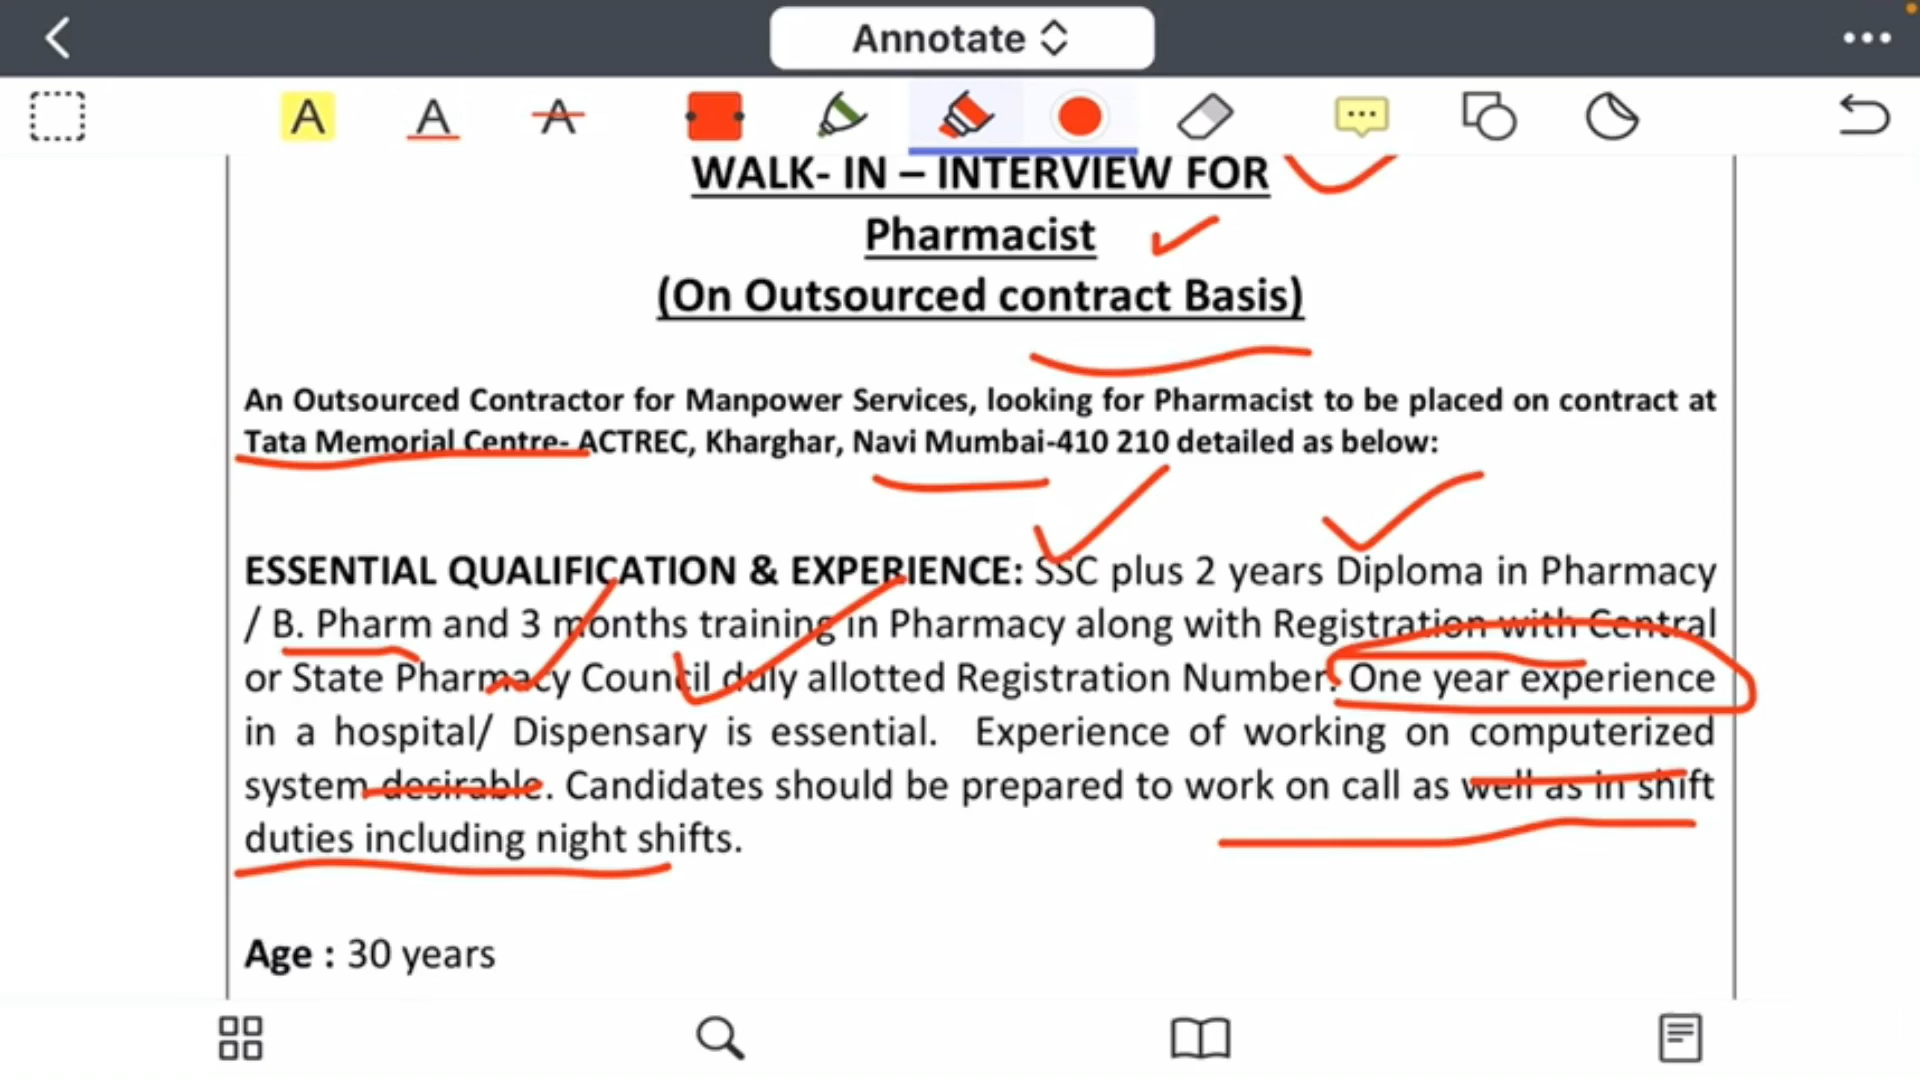 Annotate
A A A
WALK- IN – INTERVIEW FOR
Pharmacist
(On Outsourced contract Basis)
An Outsourced Contractor for Manpower Services, looking for Pharmacist to be placed on contract at
Tata Memorial Centre- ACTREC, Kharghar, Navi Mumbai-410 210 detailed as below:
ESSENTIAL QUALIFICATION & EXPERIENCE: SSC plus 2 years Diploma in Pharmacy
/ B. Pharm and 3 months training in Pharmacy along with Registration with Central
or State Pharmacy Council duly allotted Registration Number. One year experience
in a hospital/ Dispensary is essential. Experience of working on computerized
system desirable. Candidates should be prepared to work on call as well as in shift
duties including night shifts.
Age : 30 years